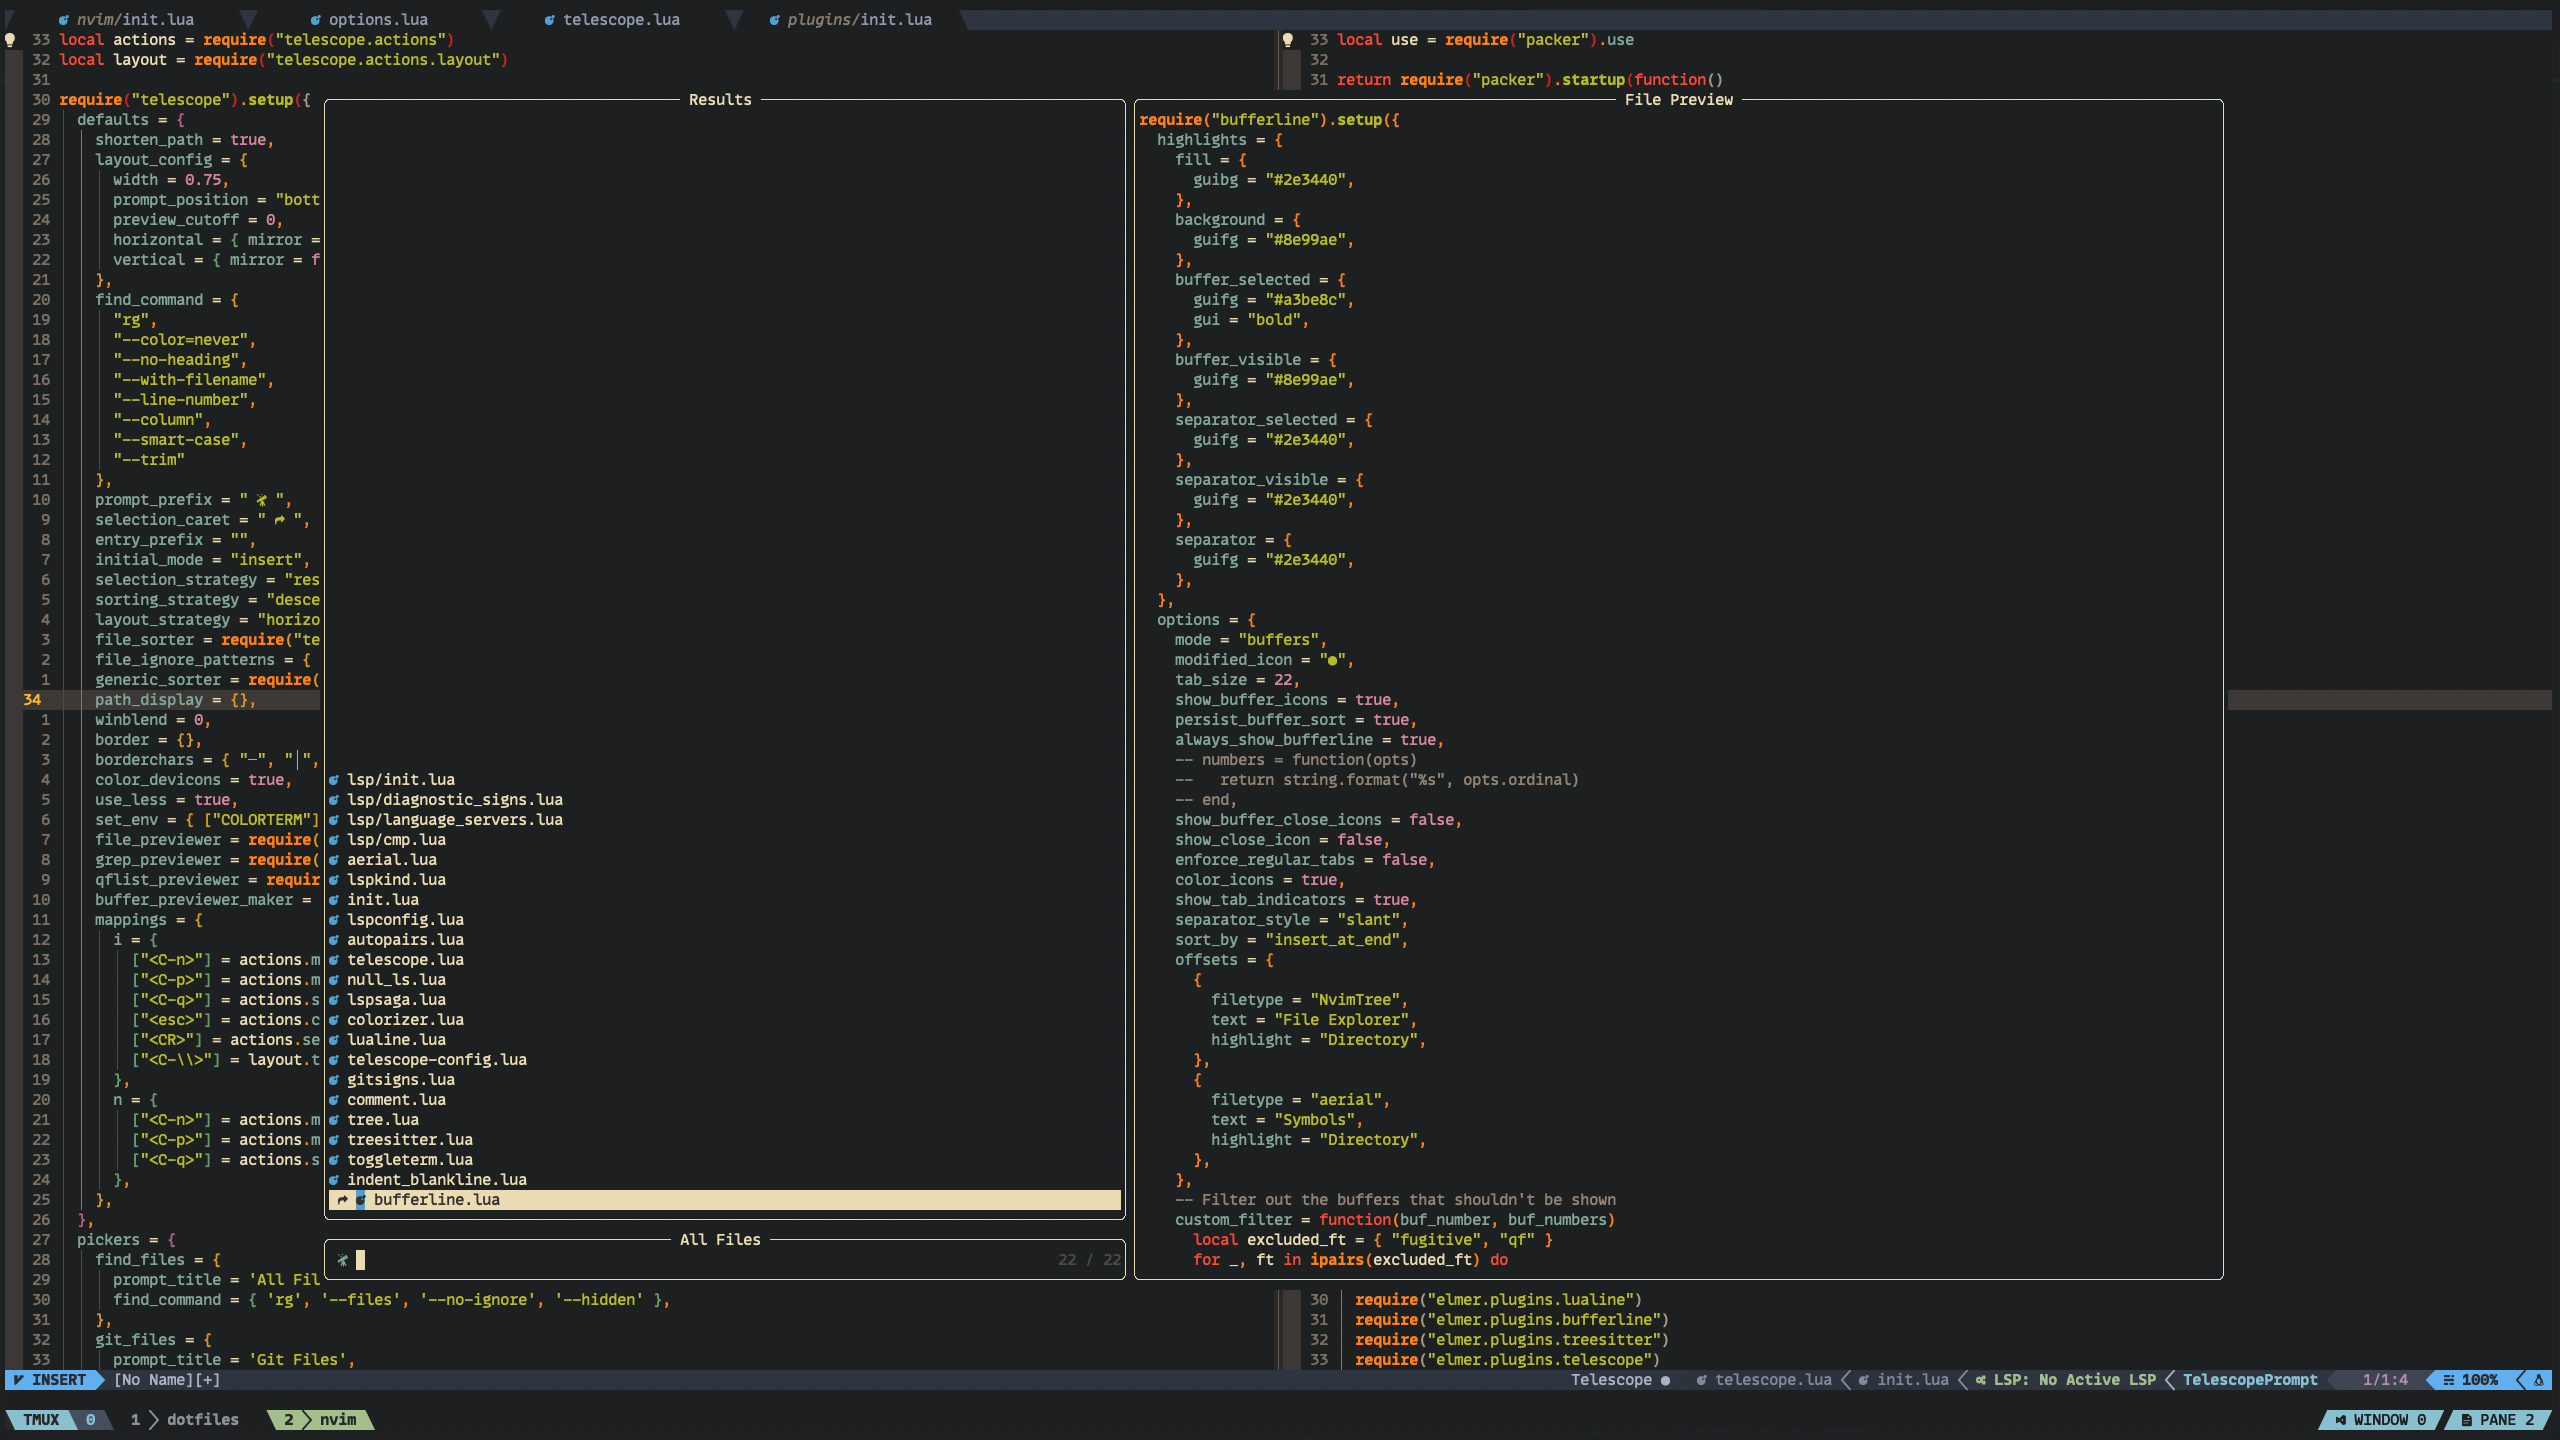 nvim/init.lua options.lua telescope.lua plugins/init.lua
33 local actions = require("telescope.actions")
32 local layout = require("telescope.actions.layout")
31
30 require("telescope").setup({
29 defaults = {
28 shorten_path = true,
27 layout_config = {
26 width = 0.75,
25 prompt_position = "bott
24 preview_cutoff = 0,
23 horizontal = { mirror =
22 vertical = { mirror = f
21 },
20 find_command = {
19 "rg",
18 "--color=never",
17 "--no-heading",
16 "--with-filename",
15 "--line-number",
14 "--column",
13 "--smart-case",
12 "--trim"
11 },
10 prompt_prefix = " ",
9 selection_caret = " ",
8 entry_prefix = "",
7 initial_mode = "insert",
6 selection_strategy = "res
5 sorting_strategy = "desce
4 layout_strategy = "horizo
3 file_sorter = require("te
2 file_ignore_patterns = {
1 generic_sorter = require(
34 path_display = {},
1 winblend = 0,
2 border = {},
3 borderchars = { "─", "│",
4 color_devicons = true,
5 use_less = true,
6 set_env = { ["COLORTERM"]
7 file_previewer = require(
8 grep_previewer = require(
9 qflist_previewer = requir
10 buffer_previewer_maker =
11 mappings = {
12 i = {
13 ["<C-n>"] = actions.m
14 ["<C-p>"] = actions.m
15 ["<C-q>"] = actions.s
16 ["<esc>"] = actions.c
17 ["<CR>"] = actions.se
18 ["<C-\\>"] = layout.t
19 },
20 n = {
21 ["<C-n>"] = actions.m
22 ["<C-p>"] = actions.m
23 ["<C-q>"] = actions.s
24 },
25 },
26 },
27 pickers = {
28 find_files = {
29 prompt_title = 'All Fil
30 find_command = { 'rg', '--files', '--no-ignore', '--hidden' },
31 },
32 git_files = {
33 prompt_title = 'Git Files',
Results
lsp/init.lua
lsp/diagnostic_signs.lua
lsp/language_servers.lua
lsp/cmp.lua
aerial.lua
lspkind.lua
init.lua
lspconfig.lua
autopairs.lua
telescope.lua
null_ls.lua
lspsaga.lua
colorizer.lua
lualine.lua
telescope-config.lua
gitsigns.lua
comment.lua
tree.lua
treesitter.lua
toggleterm.lua
indent_blankline.lua
bufferline.lua
All Files
22 / 22
33 local use = require("packer").use
32
31 return require("packer").startup(function()
File Preview
require("bufferline").setup({
highlights = {
fill = {
guibg = "#2e3440",
},
background = {
guifg = "#8e99ae",
},
buffer_selected = {
guifg = "#a3be8c",
gui = "bold",
},
buffer_visible = {
guifg = "#8e99ae",
},
separator_selected = {
guifg = "#2e3440",
},
separator_visible = {
guifg = "#2e3440",
},
separator = {
guifg = "#2e3440",
},
},
options = {
mode = "buffers",
modified_icon = "●",
tab_size = 22,
show_buffer_icons = true,
persist_buffer_sort = true,
always_show_bufferline = true,
-- numbers = function(opts)
-- return string.format("%s", opts.ordinal)
-- end,
show_buffer_close_icons = false,
show_close_icon = false,
enforce_regular_tabs = false,
color_icons = true,
show_tab_indicators = true,
separator_style = "slant",
sort_by = "insert_at_end",
offsets = {
{
filetype = "NvimTree",
text = "File Explorer",
highlight = "Directory",
},
{
filetype = "aerial",
text = "Symbols",
highlight = "Directory",
},
},
-- Filter out the buffers that shouldn't be shown
custom_filter = function(buf_number, buf_numbers)
local excluded_ft = { "fugitive", "qf" }
for _, ft in ipairs(excluded_ft) do
30 require("elmer.plugins.lualine")
31 require("elmer.plugins.bufferline")
32 require("elmer.plugins.treesitter")
33 require("elmer.plugins.telescope")
INSERT [No Name][+] Telescope ● telescope.lua init.lua LSP: No Active LSP TelescopePrompt 1/1:4 100%
TMUX 0 1 dotfiles 2 nvim WINDOW 0 PANE 2